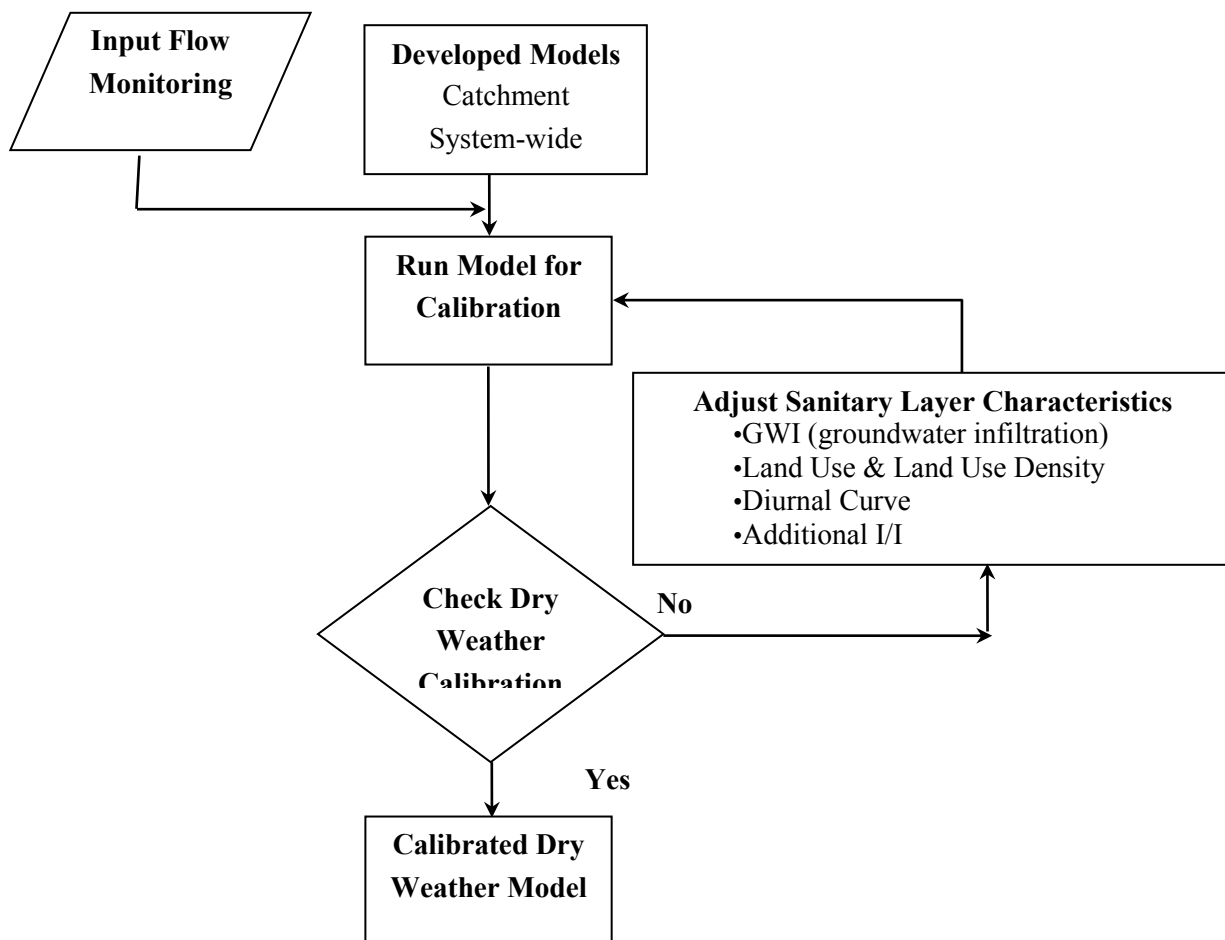 Input Flow
Monitoring
Developed Models
Catchment
System-wide
Run Model for
Calibration
Adjust Sanitary Layer Characteristics
•GWI (groundwater infiltration)
•Land Use & Land Use Density
•Diurnal Curve
•Additional I/I
Check Dry
Weather
Calibration
No
Yes
Calibrated Dry
Weather Model